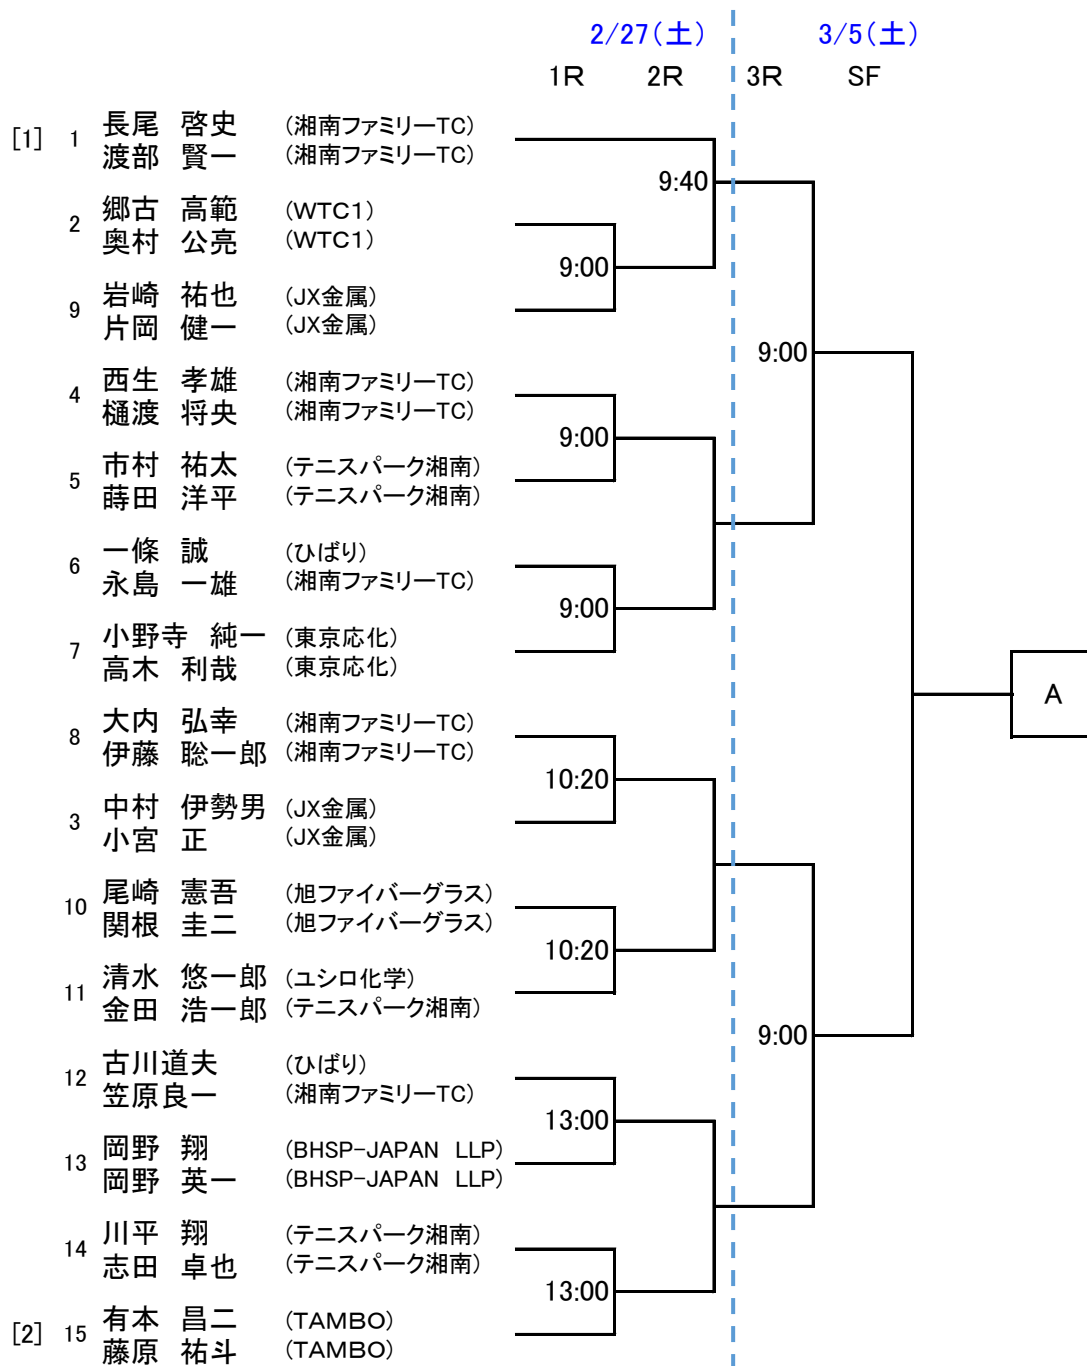 2/27(土) 3/5(土)
1R 2R 3R SF
[1] 1 長尾 啓史 (湘南ファミリーTC)
渡部 賢一 (湘南ファミリーTC)
9:40
2 郷古 高範 (WTC1)
奥村 公亮 (WTC1)
9:00
9 岩崎 祐也 (JX金属)
片岡 健一 (JX金属)
9:00
4 西生 孝雄 (湘南ファミリーTC)
樋渡 将央 (湘南ファミリーTC)
9:00
5 市村 祐太 (テニスパーク湘南)
蒔田 洋平 (テニスパーク湘南)
6 一條 誠 (ひばり)
永島 一雄 (湘南ファミリーTC)
9:00
7 小野寺 純一 (東京応化)
高木 利哉 (東京応化)
A
8 大内 弘幸 (湘南ファミリーTC)
伊藤 聡一郎 (湘南ファミリーTC)
10:20
3 中村 伊勢男 (JX金属)
小宮 正 (JX金属)
10 尾崎 憲吾 (旭ファイバーグラス)
関根 圭二 (旭ファイバーグラス)
10:20
11 清水 悠一郎 (ユシロ化学)
金田 浩一郎 (テニスパーク湘南)
9:00
12 古川道夫 (ひばり)
笠原良一 (湘南ファミリーTC)
13:00
13 岡野 翔 (BHSP-JAPAN LLP)
岡野 英一 (BHSP-JAPAN LLP)
14 川平 翔 (テニスパーク湘南)
志田 卓也 (テニスパーク湘南)
13:00
[2] 15 有本 昌二 (TAMBO)
藤原 祐斗 (TAMBO)